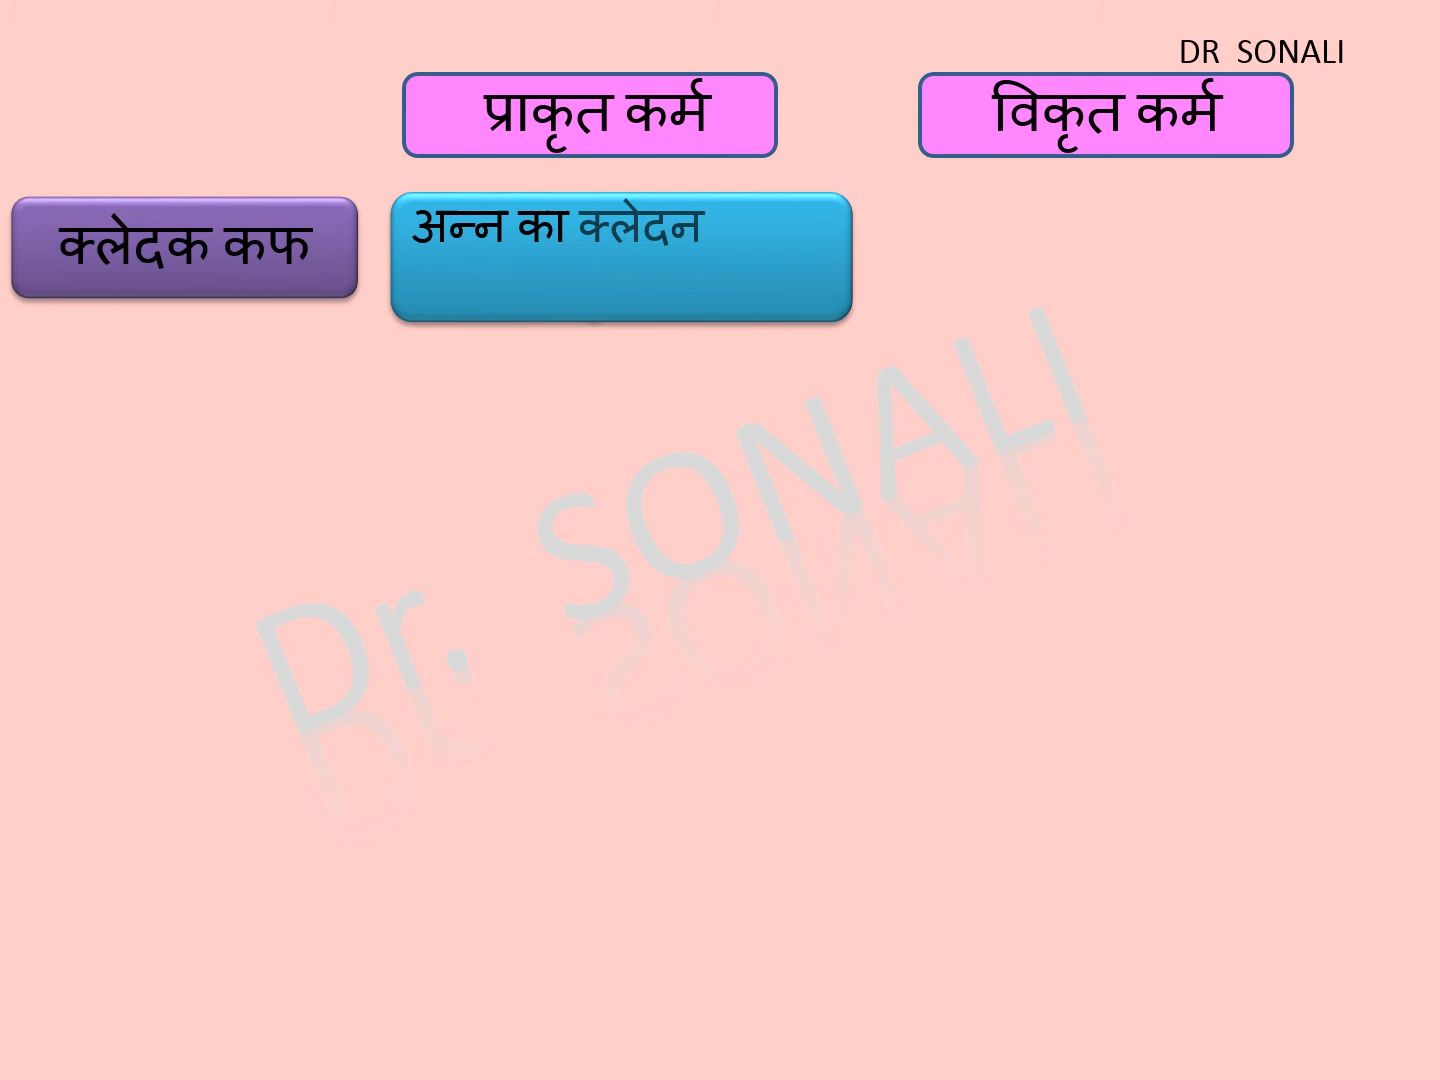 DR SONALI
प्राकृत कर्म
विकृत कर्म
क्लेदक कफ
अन्न का क्लेदन
Dr. SONALI